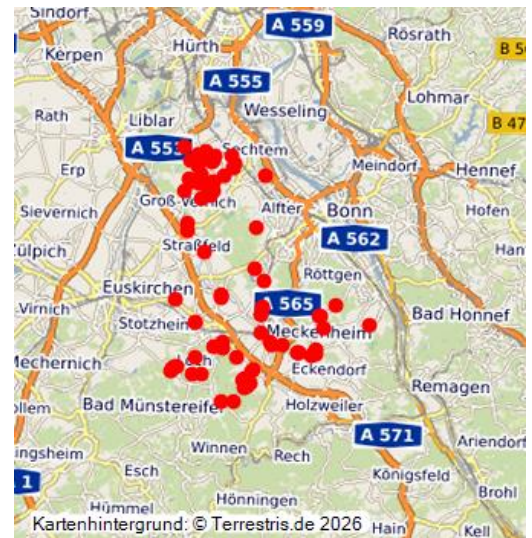 Sindorf
A 559
Rösrath
Hürth
Kerpen
A 555
Lohmar
Rath
Liblar
Wesseling
A 553
Sechtem
Erp
Meindorf
Hennef
Groß-Vernich
Alfter
Sievernich
Bonn
Hofen
A 562
Zülpich
Straßfeld
Röttgen
Euskirchen
A 565
Virnich
Bad Honnef
Stotzheim
Meckenheim
Mechernich
Eckendorf
Remagen
Bad Münstereifel
Holzweiler
A 571
Ariendorf
Winnen
Rech
Esch
Königsfeld
1
Hönningen
Brohl
Hümmel
Hain
Kell
Kartenhintergrund: © Terrestris.de 2026